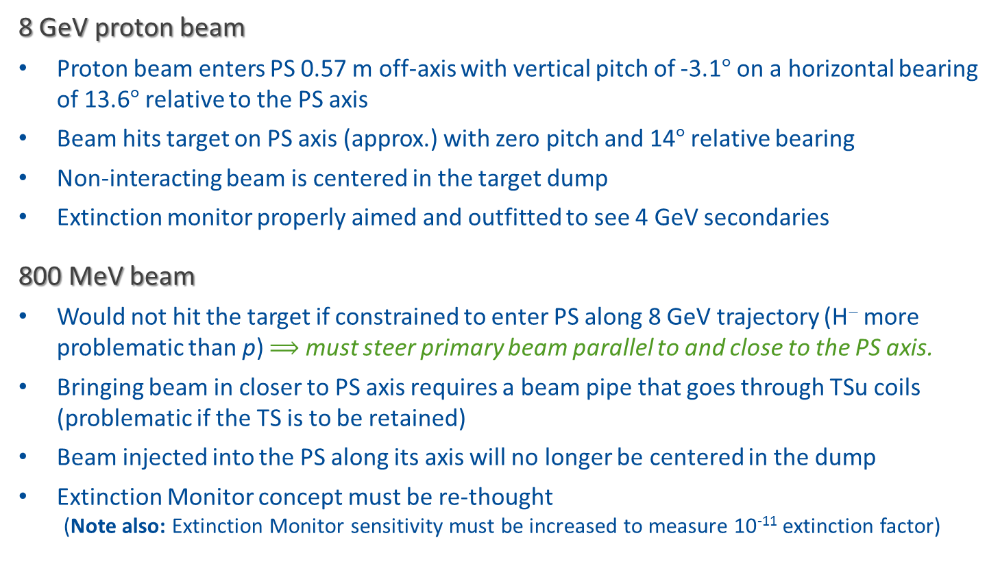 8 GeV proton beam
• Proton beam enters PS 0.57 m off-axis with vertical pitch of -3.1° on a horizontal bearing
of 13.6° relative to the PS axis
• Beam hits target on PS axis (approx.) with zero pitch and 14° relative bearing
• Non-interacting beam is centered in the target dump
• Extinction monitor properly aimed and outfitted to see 4 GeV secondaries
800 MeV beam
• Would not hit the target if constrained to enter PS along 8 GeV trajectory (H⁻ more
problematic than p) ⟹ must steer primary beam parallel to and close to the PS axis.
• Bringing beam in closer to PS axis requires a beam pipe that goes through TSu coils
(problematic if the TS is to be retained)
• Beam injected into the PS along its axis will no longer be centered in the dump
• Extinction Monitor concept must be re-thought
(Note also: Extinction Monitor sensitivity must be increased to measure 10⁻¹¹ extinction factor)